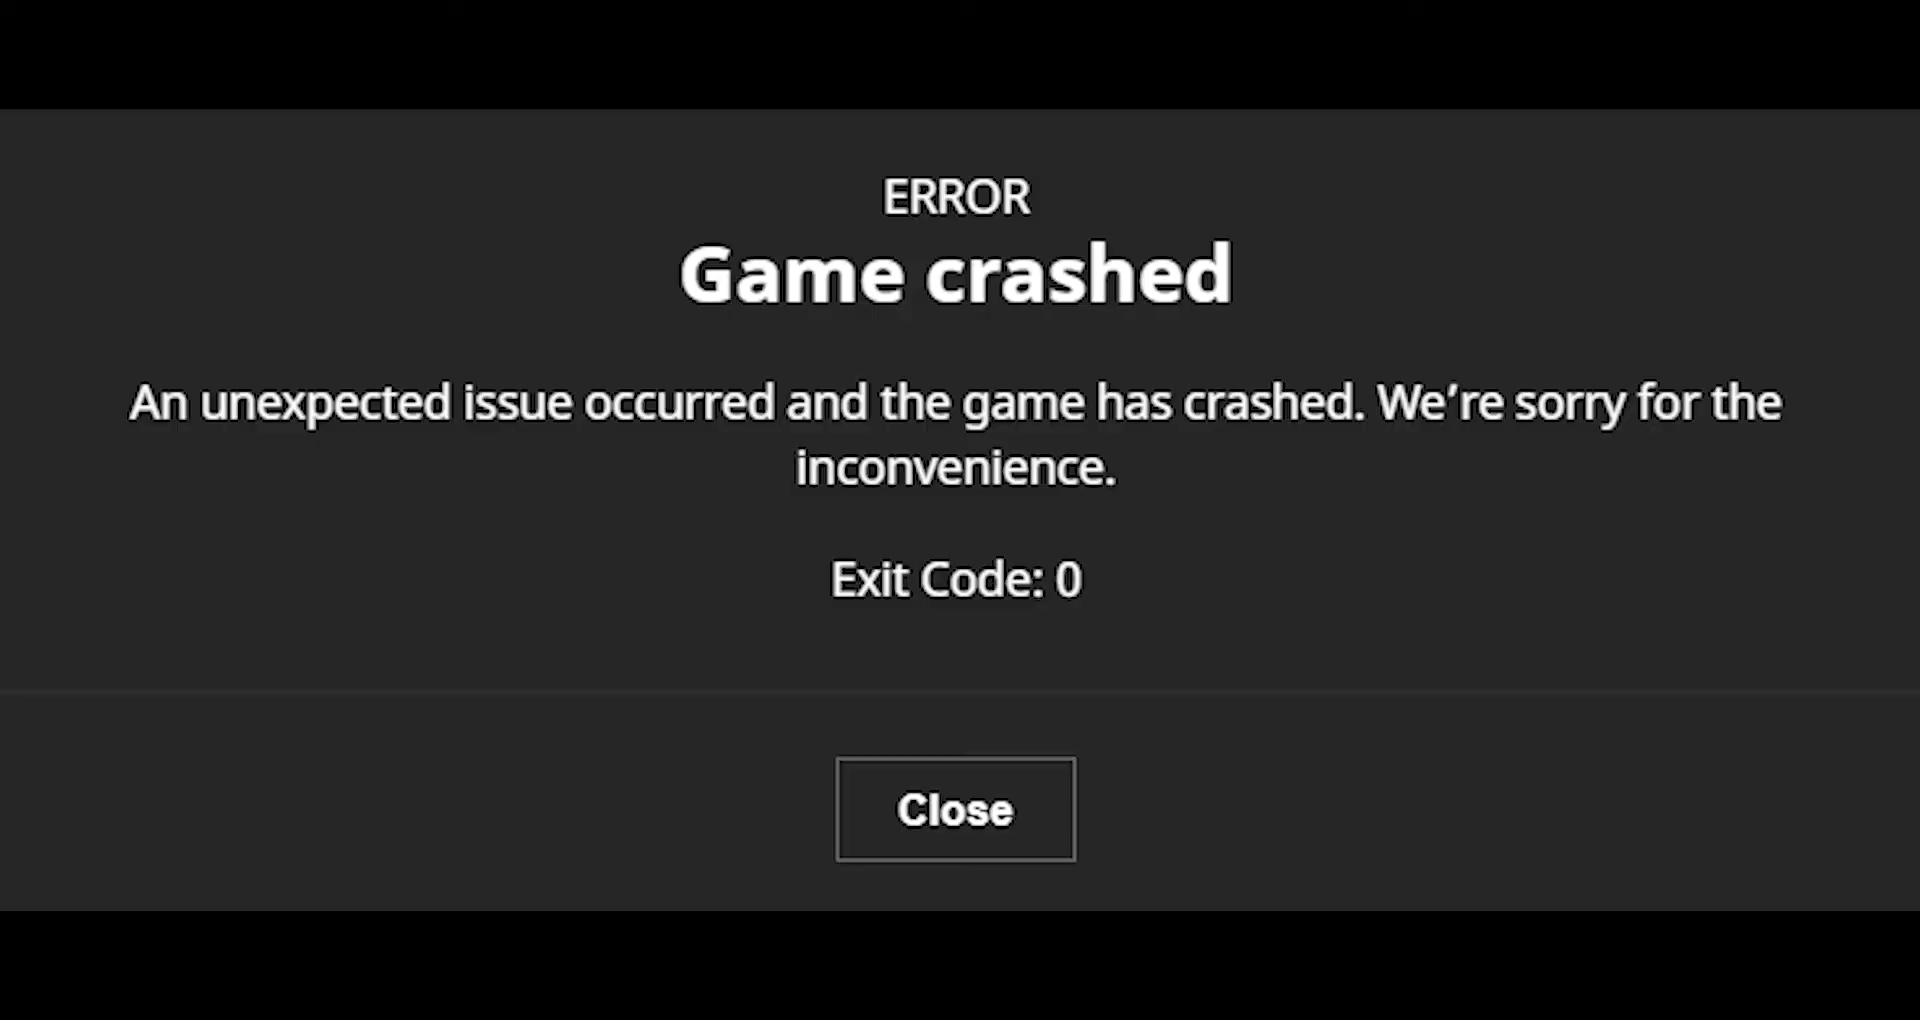 ERROR
Game crashed
An unexpected issue occurred and the game has crashed. We’re sorry for the
inconvenience.
Exit Code: 0
Close